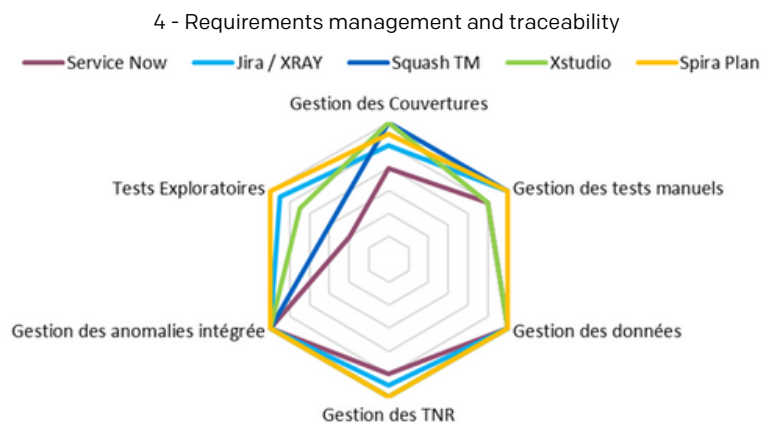 4 - Requirements management and traceability
Service Now Jira / XRAY Squash TM Xstudio Spira Plan
Gestion des Couvertures
Tests Exploratoires Gestion des tests manuels
Gestion des anomalies intégrée Gestion des données
Gestion des TNR